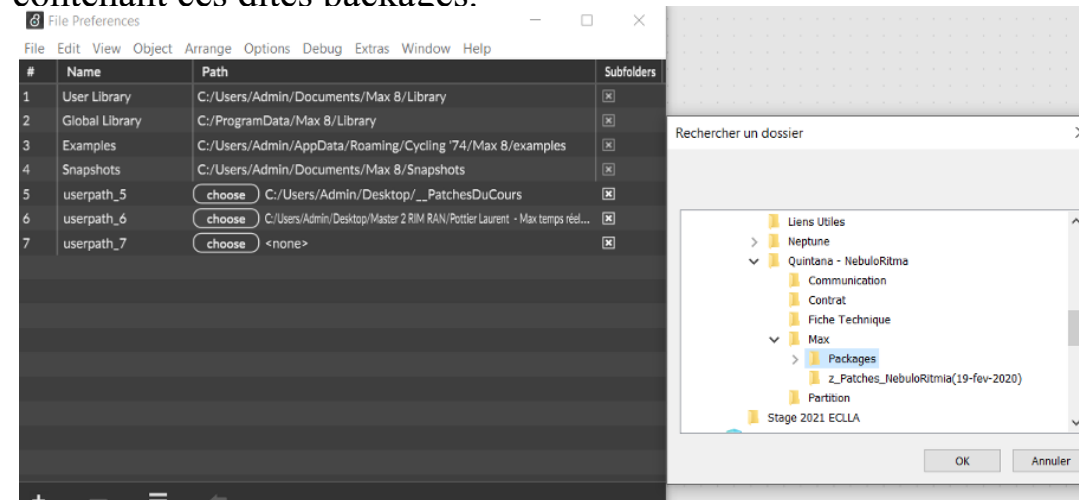 contenant ces dites packages.
File Preferences
File Edit View Object Arrange Options Debug Extras Window Help
# Name Path Subfolders
1 User Library C:/Users/Admin/Documents/Max 8/Library
2 Global Library C:/ProgramData/Max 8/Library
3 Examples C:/Users/Admin/AppData/Roaming/Cycling '74/Max 8/examples
4 Snapshots C:/Users/Admin/Documents/Max 8/Snapshots
5 userpath_5 choose C:/Users/Admin/Desktop/__PatchesDuCours
6 userpath_6 choose C:/Users/Admin/Desktop/Master 2 RIM RAN/Pottier Laurent - Max temps réel...
7 userpath_7 choose <none>
Rechercher un dossier
Liens Utiles
Neptune
Quintana - NebuloRitma
Communication
Contrat
Fiche Technique
Max
Packages
z_Patches_NebuloRitmia(19-fev-2020)
Partition
Stage 2021 ECLLA
OK Annuler